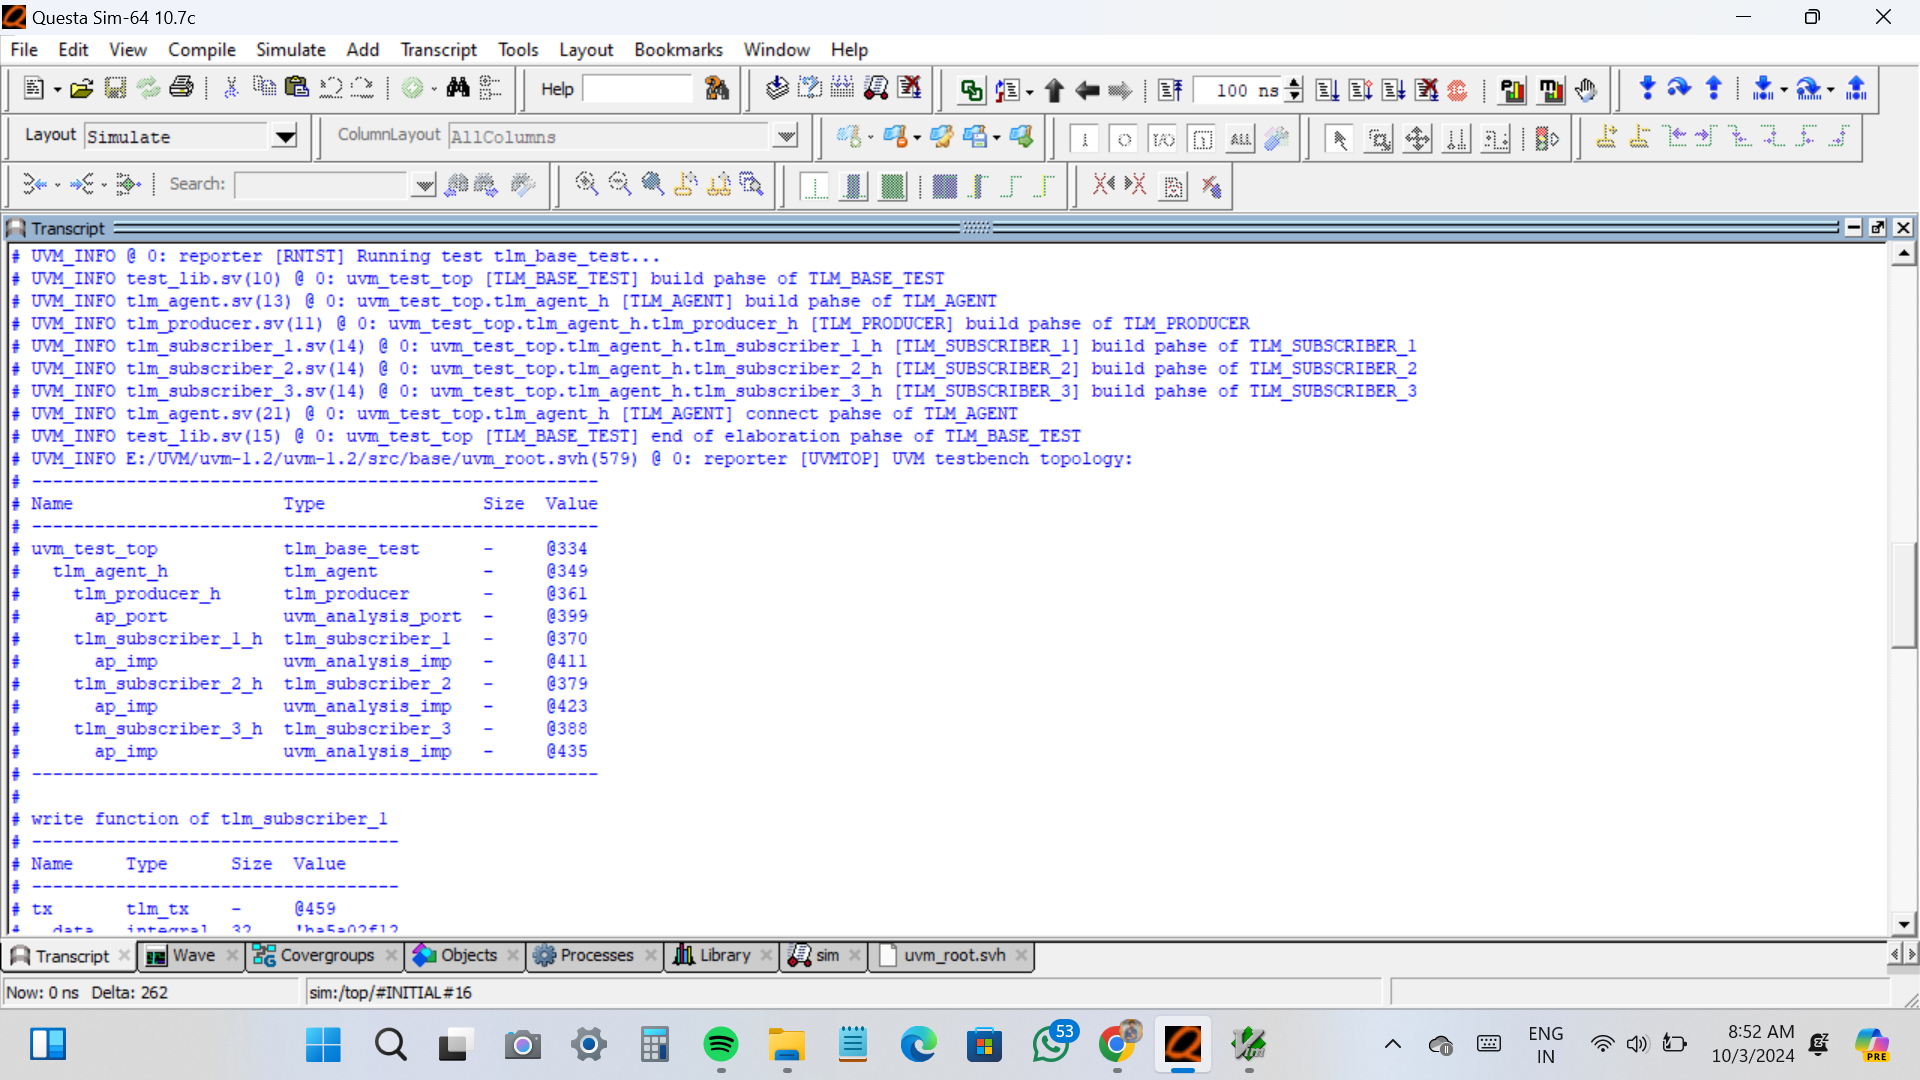 Questa Sim-64 10.7c
File Edit View Compile Simulate Add Transcript Tools Layout Bookmarks Window Help
Help 100 ns
Layout Simulate ColumnLayout AllColumns ALL
Search:
Transcript
# UVM_INFO @ 0: reporter [RNTST] Running test tlm_base_test...
# UVM_INFO test_lib.sv(10) @ 0: uvm_test_top [TLM_BASE_TEST] build pahse of TLM_BASE_TEST
# UVM_INFO tlm_agent.sv(13) @ 0: uvm_test_top.tlm_agent_h [TLM_AGENT] build pahse of TLM_AGENT
# UVM_INFO tlm_producer.sv(11) @ 0: uvm_test_top.tlm_agent_h.tlm_producer_h [TLM_PRODUCER] build pahse of TLM_PRODUCER
# UVM_INFO tlm_subscriber_1.sv(14) @ 0: uvm_test_top.tlm_agent_h.tlm_subscriber_1_h [TLM_SUBSCRIBER_1] build pahse of TLM_SUBSCRIBER_1
# UVM_INFO tlm_subscriber_2.sv(14) @ 0: uvm_test_top.tlm_agent_h.tlm_subscriber_2_h [TLM_SUBSCRIBER_2] build pahse of TLM_SUBSCRIBER_2
# UVM_INFO tlm_subscriber_3.sv(14) @ 0: uvm_test_top.tlm_agent_h.tlm_subscriber_3_h [TLM_SUBSCRIBER_3] build pahse of TLM_SUBSCRIBER_3
# UVM_INFO tlm_agent.sv(21) @ 0: uvm_test_top.tlm_agent_h [TLM_AGENT] connect pahse of TLM_AGENT
# UVM_INFO test_lib.sv(15) @ 0: uvm_test_top [TLM_BASE_TEST] end of elaboration pahse of TLM_BASE_TEST
# UVM_INFO E:/UVM/uvm-1.2/uvm-1.2/src/base/uvm_root.svh(579) @ 0: reporter [UVMTOP] UVM testbench topology:
# ------------------------------------------------------
# Name Type Size Value
# ------------------------------------------------------
# uvm_test_top tlm_base_test - @334
# tlm_agent_h tlm_agent - @349
# tlm_producer_h tlm_producer - @361
# ap_port uvm_analysis_port - @399
# tlm_subscriber_1_h tlm_subscriber_1 - @370
# ap_imp uvm_analysis_imp - @411
# tlm_subscriber_2_h tlm_subscriber_2 - @379
# ap_imp uvm_analysis_imp - @423
# tlm_subscriber_3_h tlm_subscriber_3 - @388
# ap_imp uvm_analysis_imp - @435
# ------------------------------------------------------
#
# write function of tlm_subscriber_1
# -----------------------------------
# Name Type Size Value
# -----------------------------------
# tx tlm_tx - @459
# data integral 32 'ha5a02f12
Transcript Wave Covergroups Objects Processes Library sim uvm_root.svh
Now: 0 ns Delta: 262 sim:/top/#INITIAL#16
53 ENG 8:52 AM
IN 10/3/2024 PRE